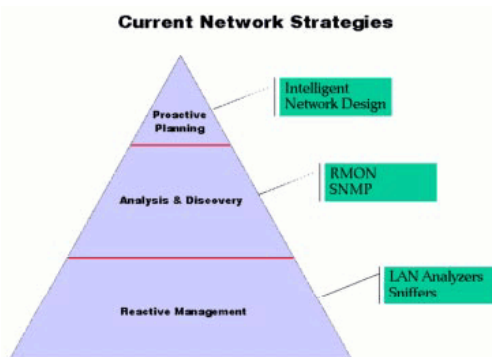 Current Network Strategies
Intelligent
Network Design
Proactive
Planning
RMON
SNMP
Analysis & Discovery
LAN Analyzers
Sniffers
Reactive Management